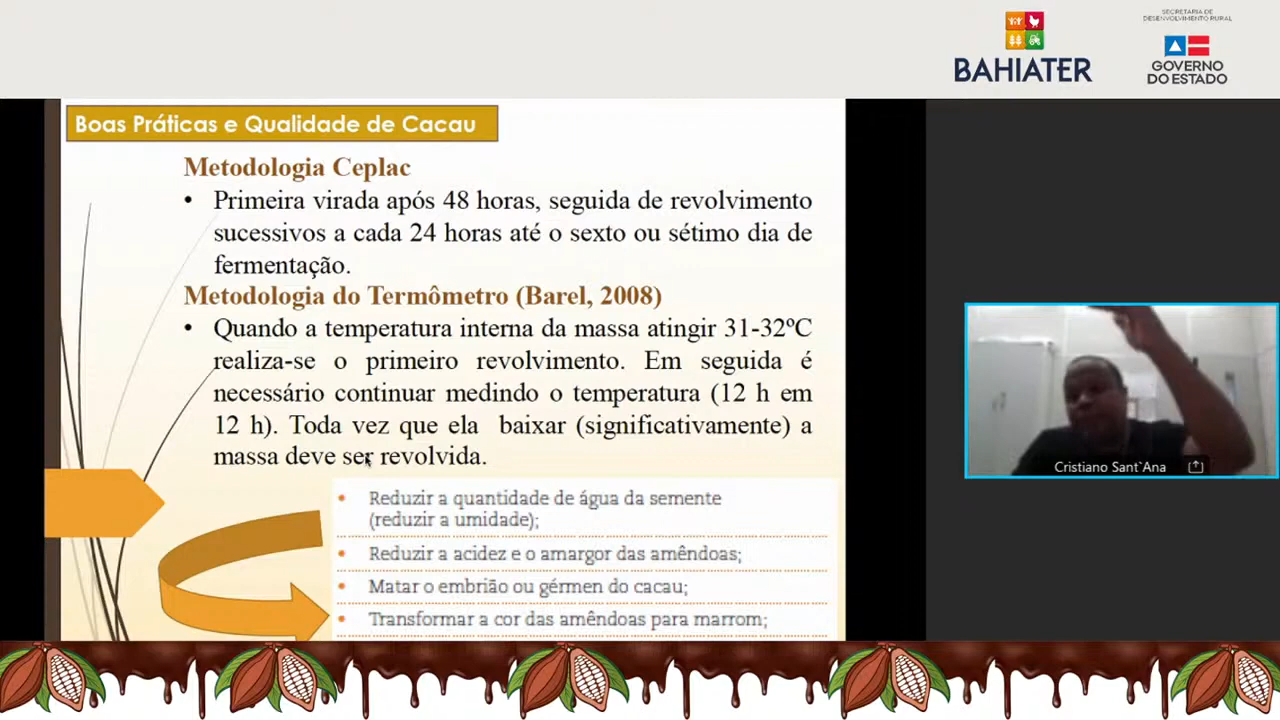 SECRETARIA DE
DESENVOLVIMENTO RURAL
BAHIATER
GOVERNO
DO ESTADO
Boas Práticas e Qualidade de Cacau
Metodologia Ceplac
• Primeira virada após 48 horas, seguida de revolvimento
sucessivos a cada 24 horas até o sexto ou sétimo dia de
fermentação.
Metodologia do Termômetro (Barel, 2008)
• Quando a temperatura interna da massa atingir 31-32ºC
realiza-se o primeiro revolvimento. Em seguida é
necessário continuar medindo o temperatura (12 h em
12 h). Toda vez que ela baixar (significativamente) a
massa deve ser revolvida.
• Reduzir a quantidade de água da semente
(reduzir a umidade);
• Reduzir a acidez e o amargor das amêndoas;
• Matar o embrião ou gérmen do cacau;
• Transformar a cor das amêndoas para marrom;
Cristiano Sant`Ana